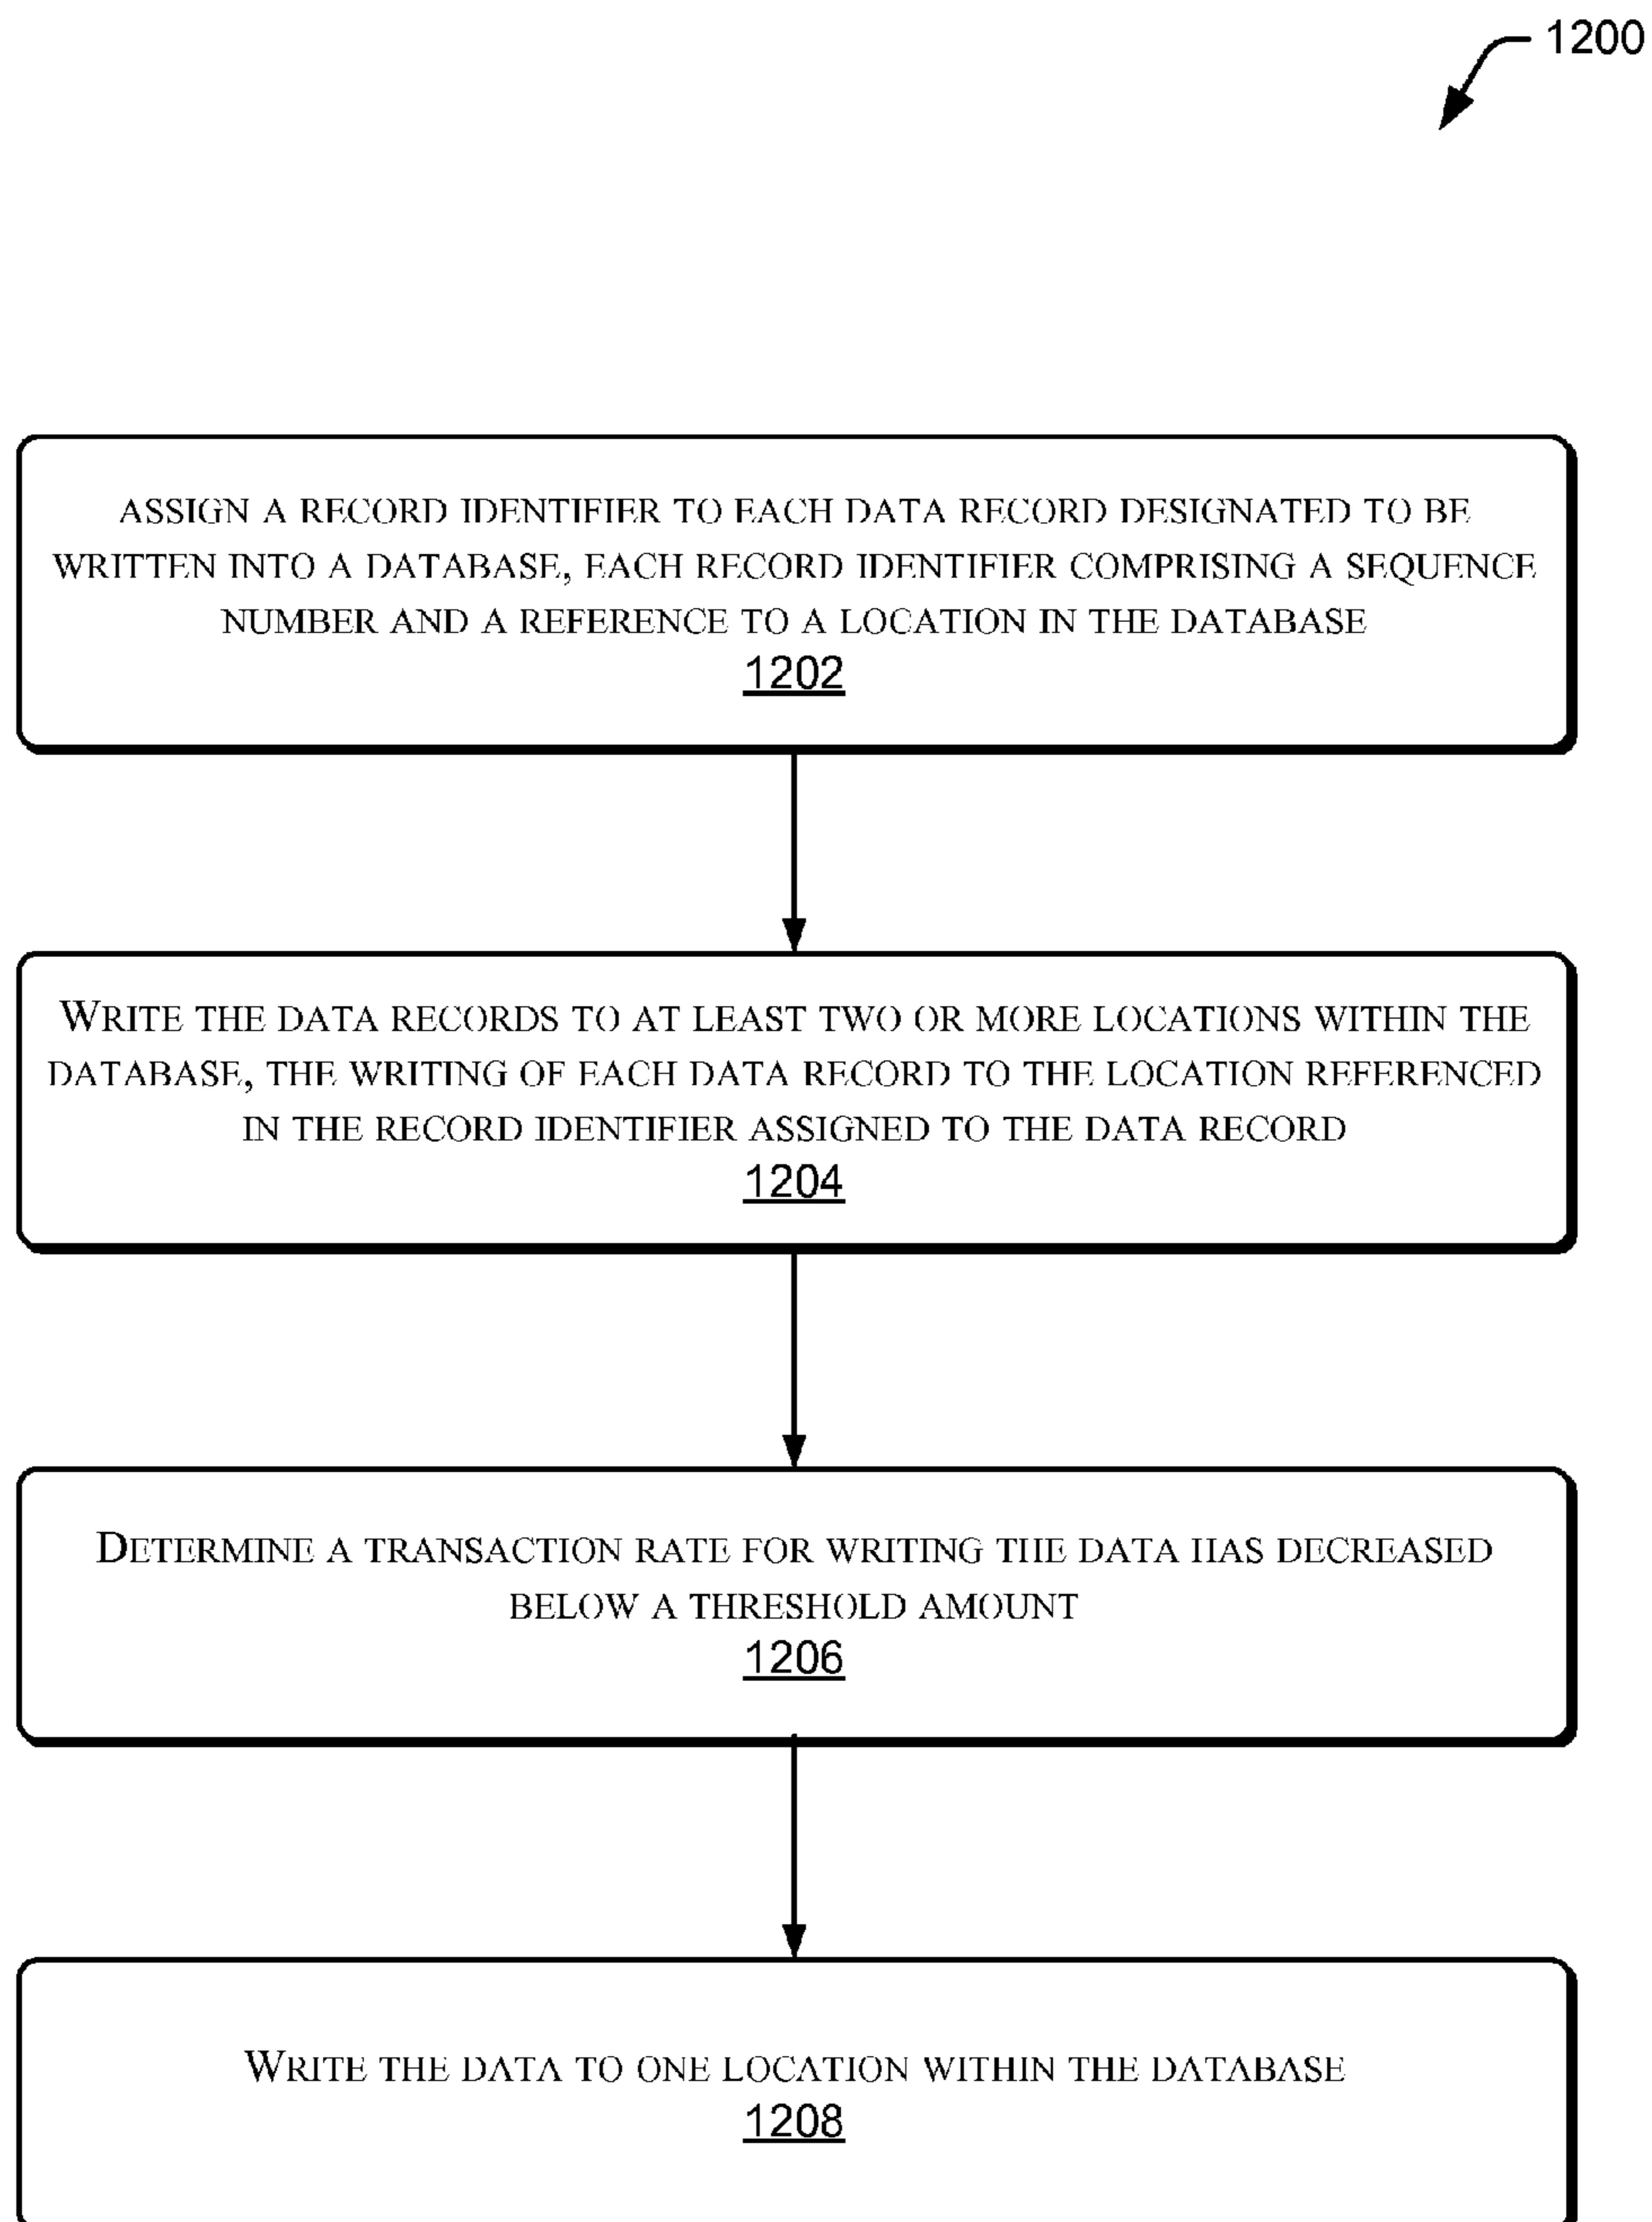 1200
ASSIGN A RECORD IDENTIFIER TO EACH DATA RECORD DESIGNATED TO BE
WRITTEN INTO A DATABASE, EACH RECORD IDENTIFIER COMPRISING A SEQUENCE
NUMBER AND A REFERENCE TO A LOCATION IN THE DATABASE
1202
WRITE THE DATA RECORDS TO AT LEAST TWO OR MORE LOCATIONS WITHIN THE
DATABASE, THE WRITING OF EACH DATA RECORD TO THE LOCATION REFERENCED
IN THE RECORD IDENTIFIER ASSIGNED TO THE DATA RECORD
1204
DETERMINE A TRANSACTION RATE FOR WRITING THE DATA HAS DECREASED
BELOW A THRESHOLD AMOUNT
1206
WRITE THE DATA TO ONE LOCATION WITHIN THE DATABASE
1208